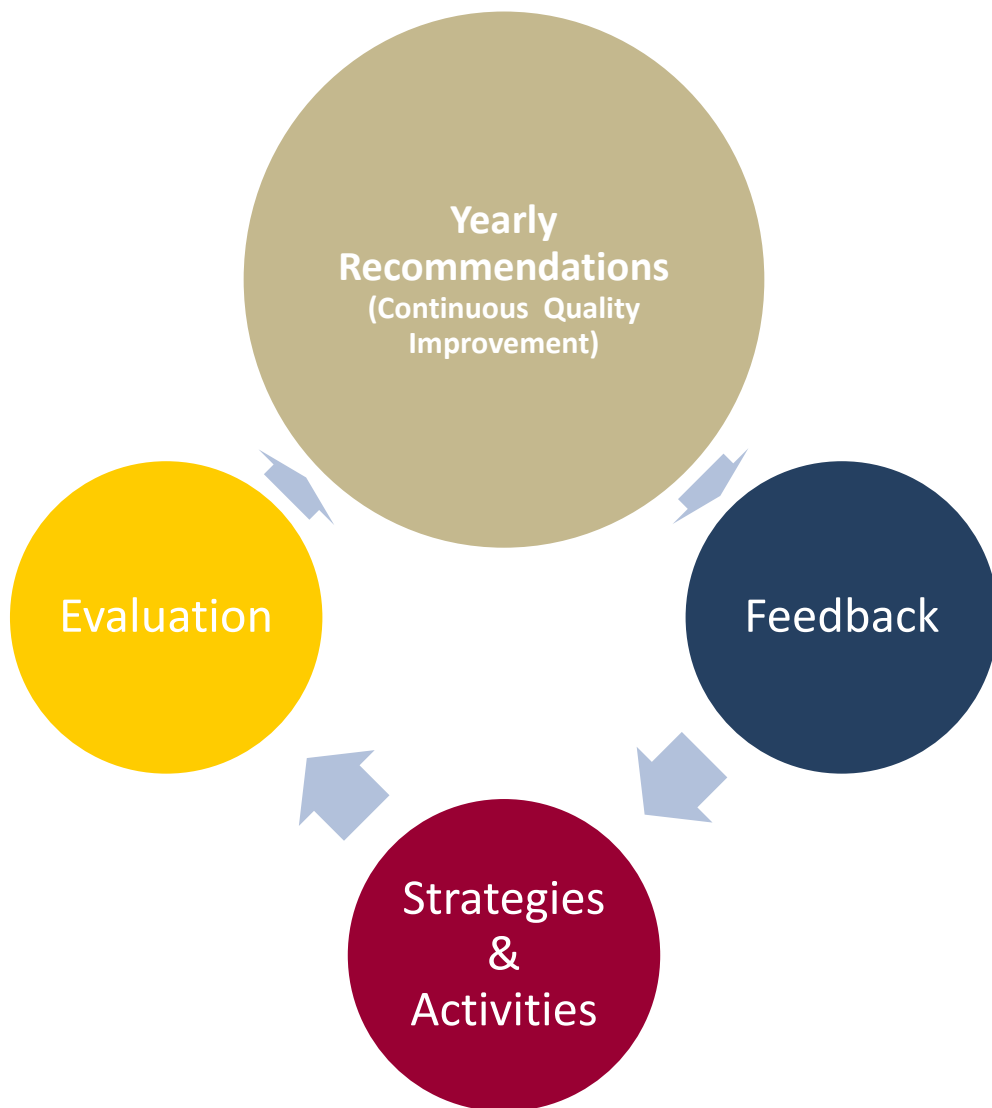 Yearly
Recommendations
(Continuous Quality
Improvement)
Evaluation
Feedback
Strategies
&
Activities